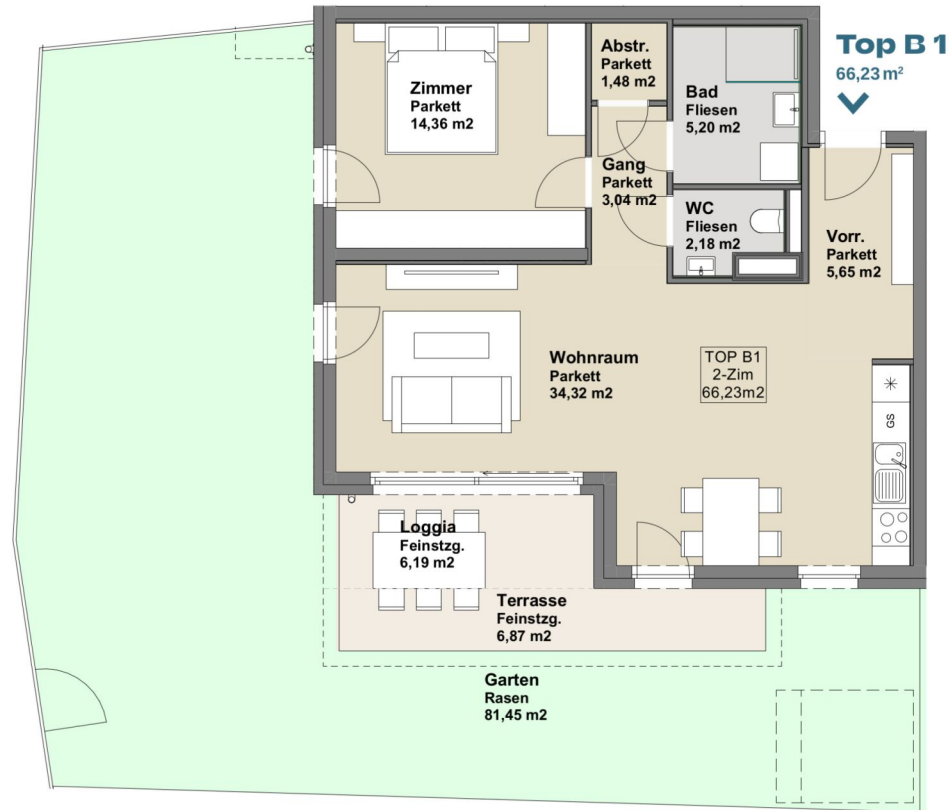 Top B 1
66,23 m²
Abstr.
Parkett
1,48 m2
Zimmer
Parkett
14,36 m2
Bad
Fliesen
5,20 m2
Gang
Parkett
3,04 m2
WC
Fliesen
2,18 m2
Vorr.
Parkett
5,65 m2
Wohnraum
Parkett
34,32 m2
TOP B1
2-Zim
66,23m2
GS
Loggia
Feinstzg.
6,19 m2
Terrasse
Feinstzg.
6,87 m2
Garten
Rasen
81,45 m2